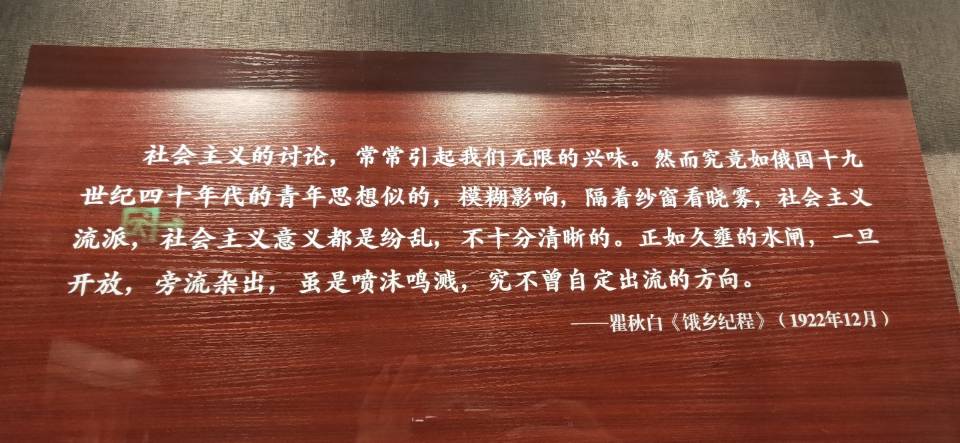 社会主义的讨论，常常引起我们无限的兴味。然而究竟如俄国十九
世纪四十年代的青年思想似的，模糊影响，隔着纱窗看晓雾，社会主义
流派，社会主义意义都是纷乱，不十分清晰的。正如久壅的水闸，一旦
开放，旁流杂出，虽是喷沫鸣溅，究不曾自定出流的方向。
——瞿秋白《饿乡纪程》（1922年12月）